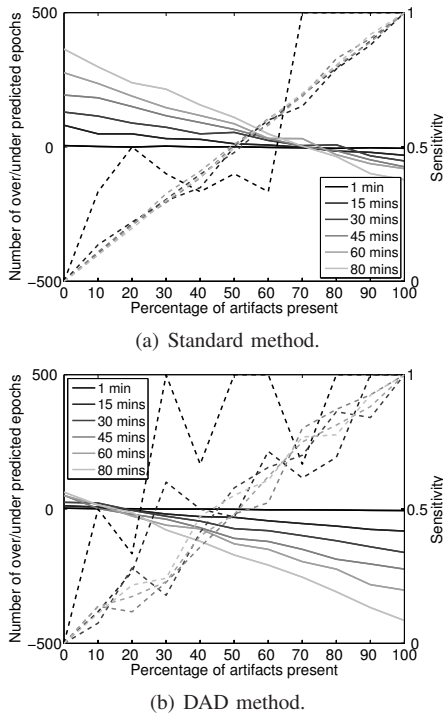 Number of over/under predicted epochs
500
0
−500
1
0.5
0
Sensitivity
1 min
15 mins
30 mins
45 mins
60 mins
80 mins
0 10 20 30 40 50 60 70 80 90 100
Percentage of artifacts present
(a) Standard method.
Number of over/under predicted epochs
500
0
−500
1
0.5
0
Sensitivity
1 min
15 mins
30 mins
45 mins
60 mins
80 mins
0 10 20 30 40 50 60 70 80 90 100
Percentage of artifacts present
(b) DAD method.